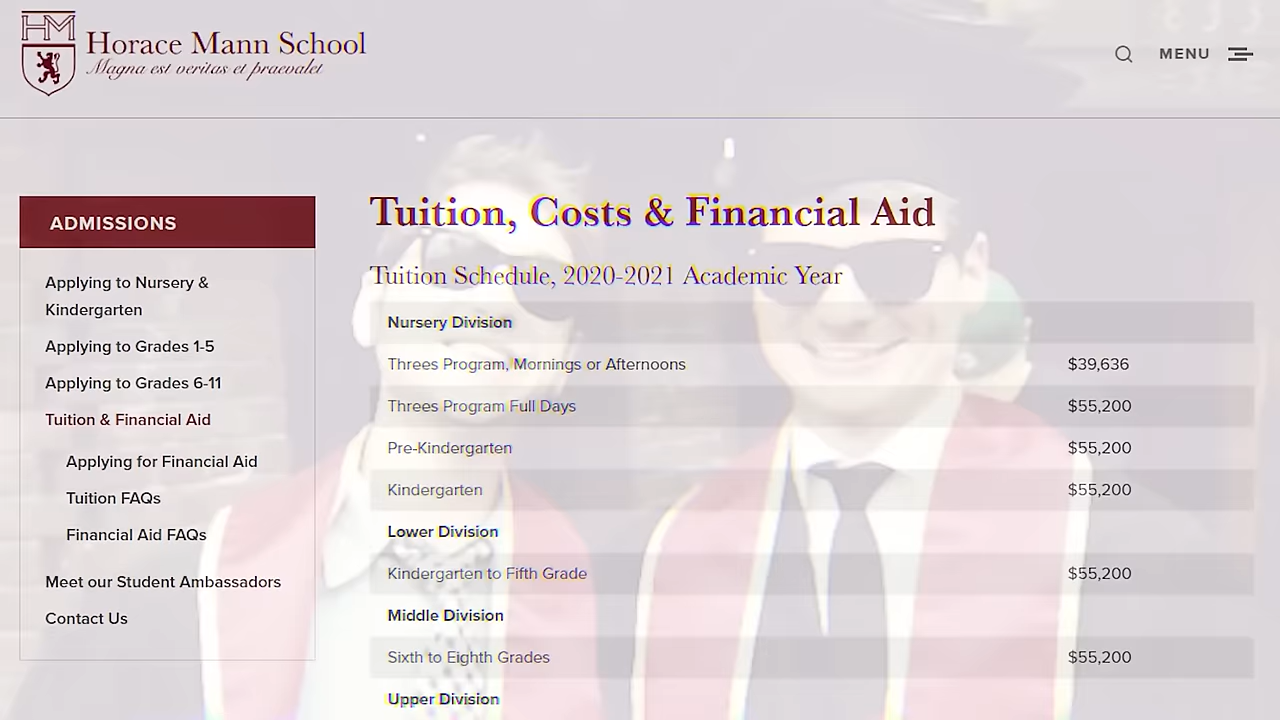 HM
Horace Mann School
Magna est veritas et praevalet
MENU
ADMISSIONS
Applying to Nursery &
Kindergarten
Applying to Grades 1-5
Applying to Grades 6-11
Tuition & Financial Aid
Applying for Financial Aid
Tuition FAQs
Financial Aid FAQs
Meet our Student Ambassadors
Contact Us
Tuition, Costs & Financial Aid
Tuition Schedule, 2020-2021 Academic Year
Nursery Division
Threes Program, Mornings or Afternoons $39,636
Threes Program Full Days $55,200
Pre-Kindergarten $55,200
Kindergarten $55,200
Lower Division
Kindergarten to Fifth Grade $55,200
Middle Division
Sixth to Eighth Grades $55,200
Upper Division